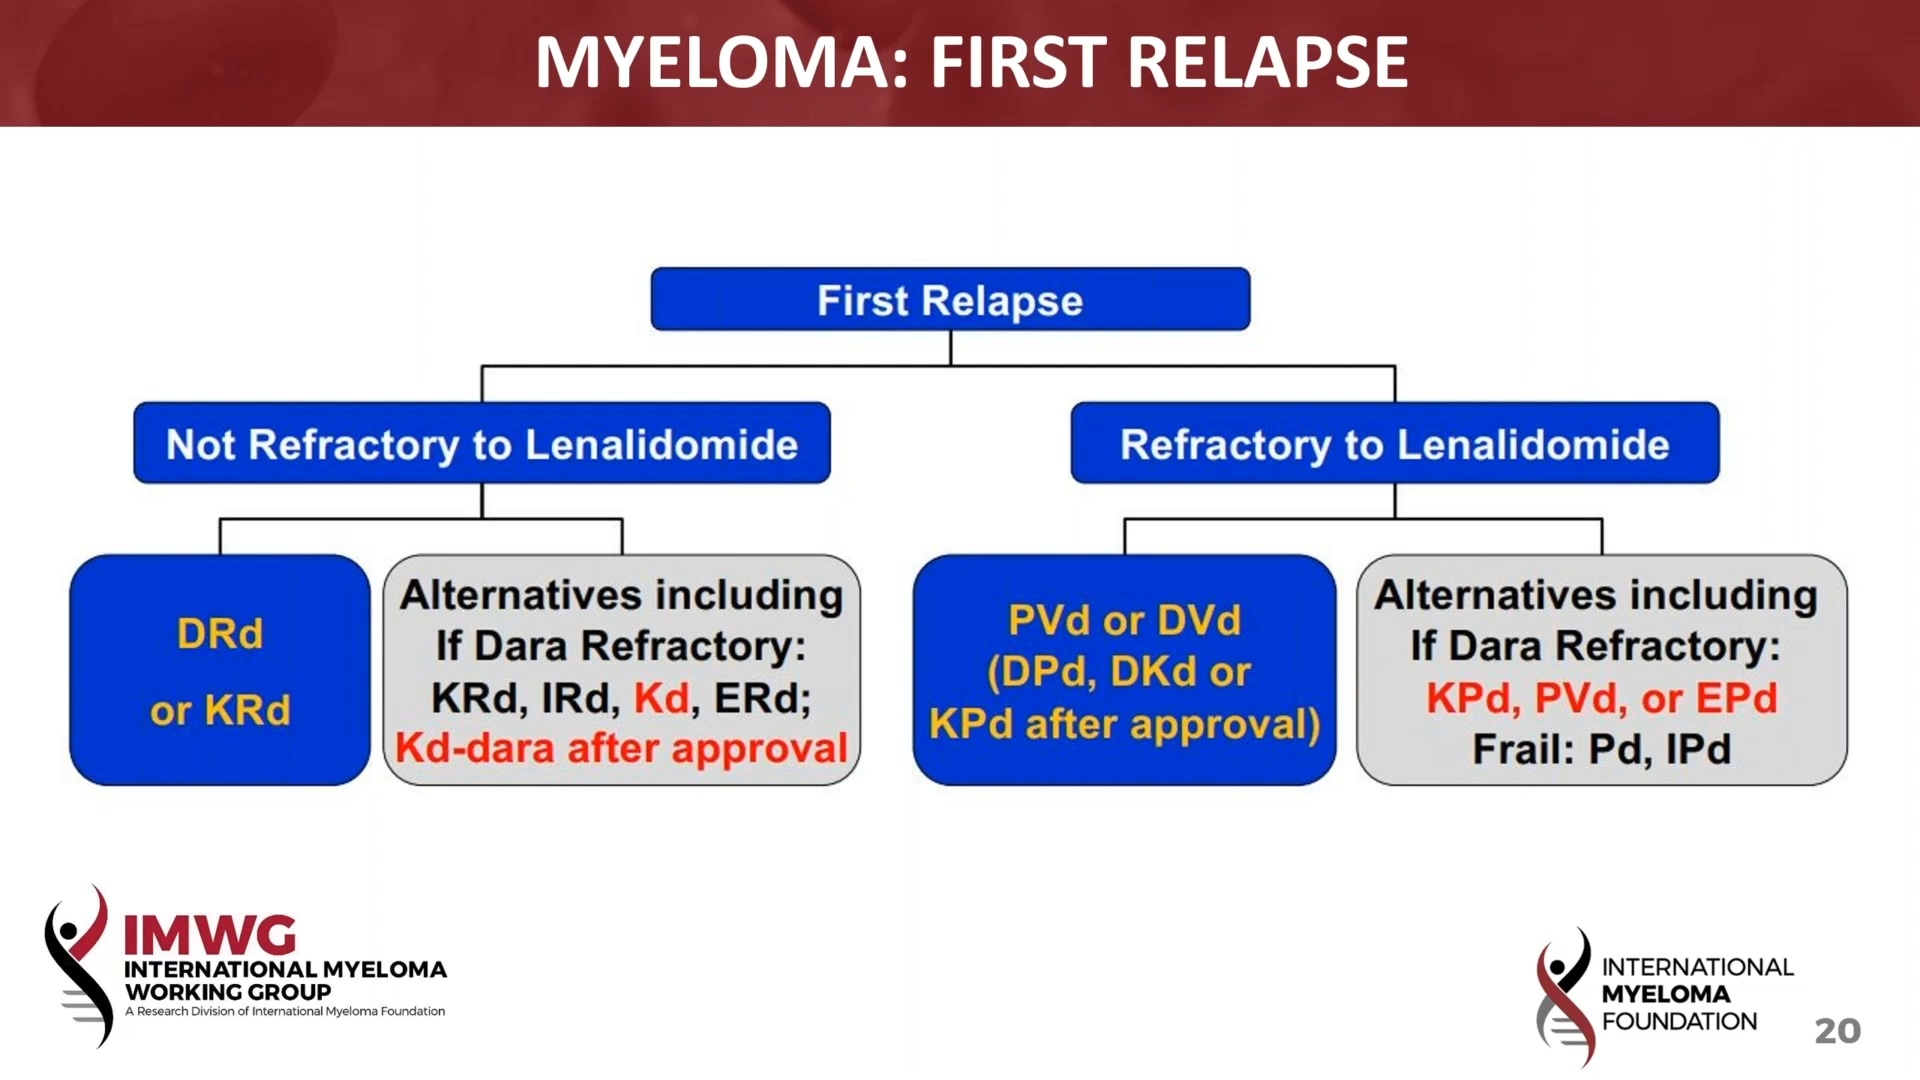 MYELOMA: FIRST RELAPSE
First Relapse
Not Refractory to Lenalidomide
Refractory to Lenalidomide
DRd
or KRd
Alternatives including
If Dara Refractory:
KRd, IRd, Kd, ERd;
Kd-dara after approval
PVd or DVd
(DPd, DKd or
KPd after approval)
Alternatives including
If Dara Refractory:
KPd, PVd, or EPd
Frail: Pd, IPd
IMWG
INTERNATIONAL MYELOMA
WORKING GROUP
A Research Division of International Myeloma Foundation
INTERNATIONAL
MYELOMA
FOUNDATION
20